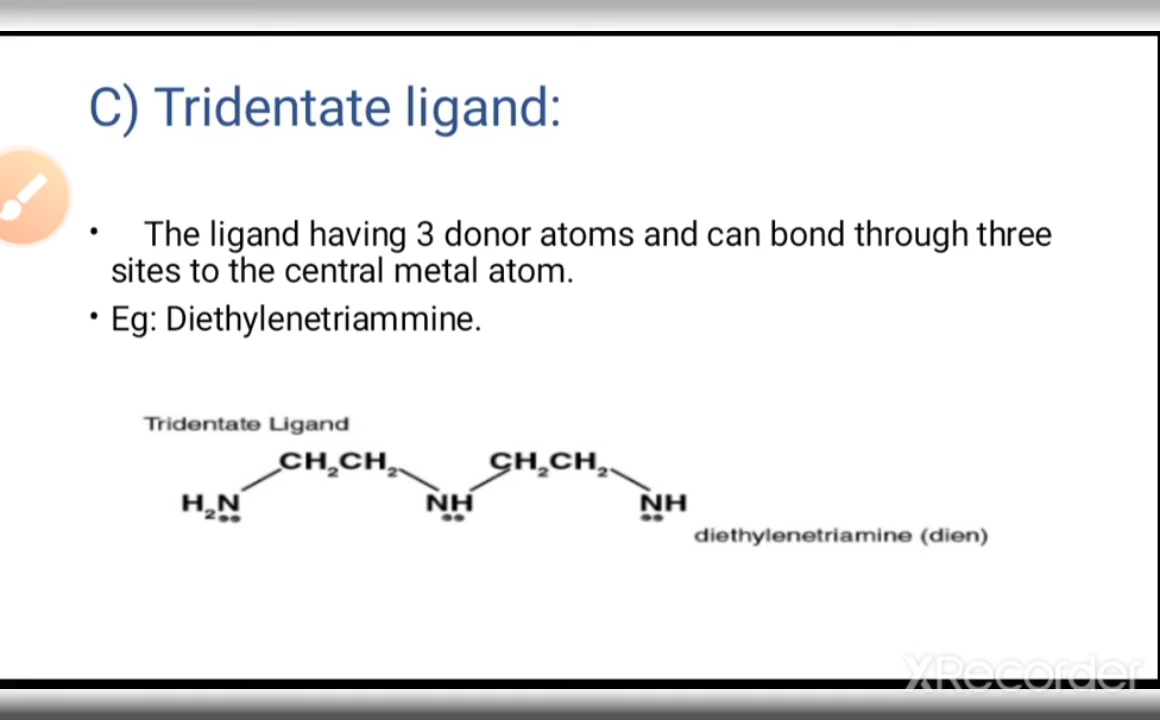 C) Tridentate ligand:
• The ligand having 3 donor atoms and can bond through three
sites to the central metal atom.
• Eg: Diethylenetriammine.
Tridentate Ligand
CH₂CH₂ CH₂CH₂
H₂N NH NH
diethylenetriamine (dien)
XRecorder